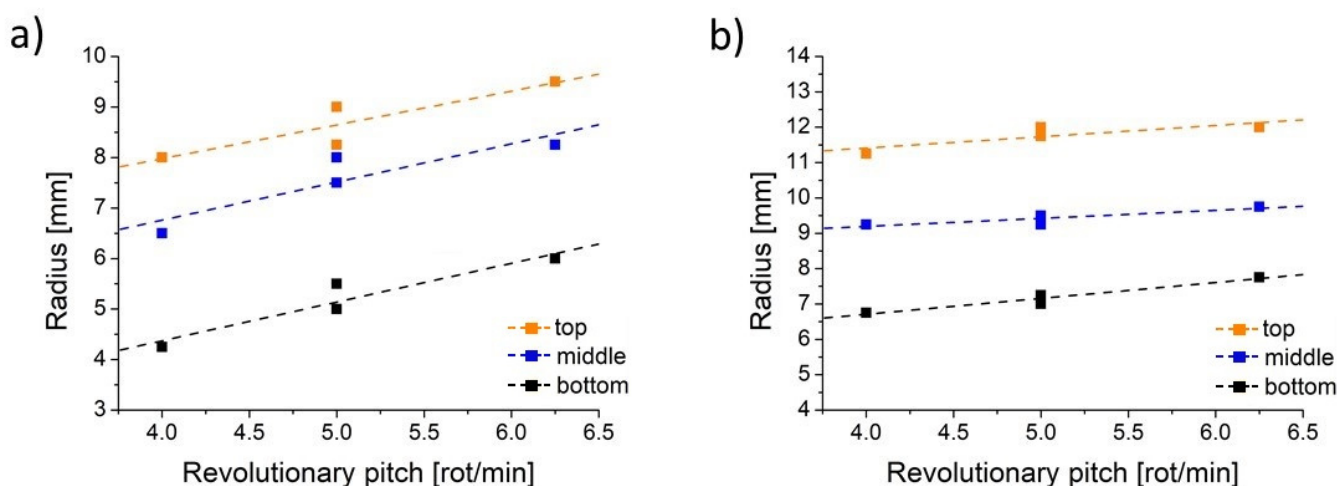 a)
10
9
8
7
6
5
4
3
Radius [mm]
top
middle
bottom
4.0 4.5 5.0 5.5 6.0 6.5
Revolutionary pitch [rot/min]
b)
14
13
12
11
10
9
8
7
6
5
4
Radius [mm]
top
middle
bottom
4.0 4.5 5.0 5.5 6.0 6.5
Revolutionary pitch [rot/min]